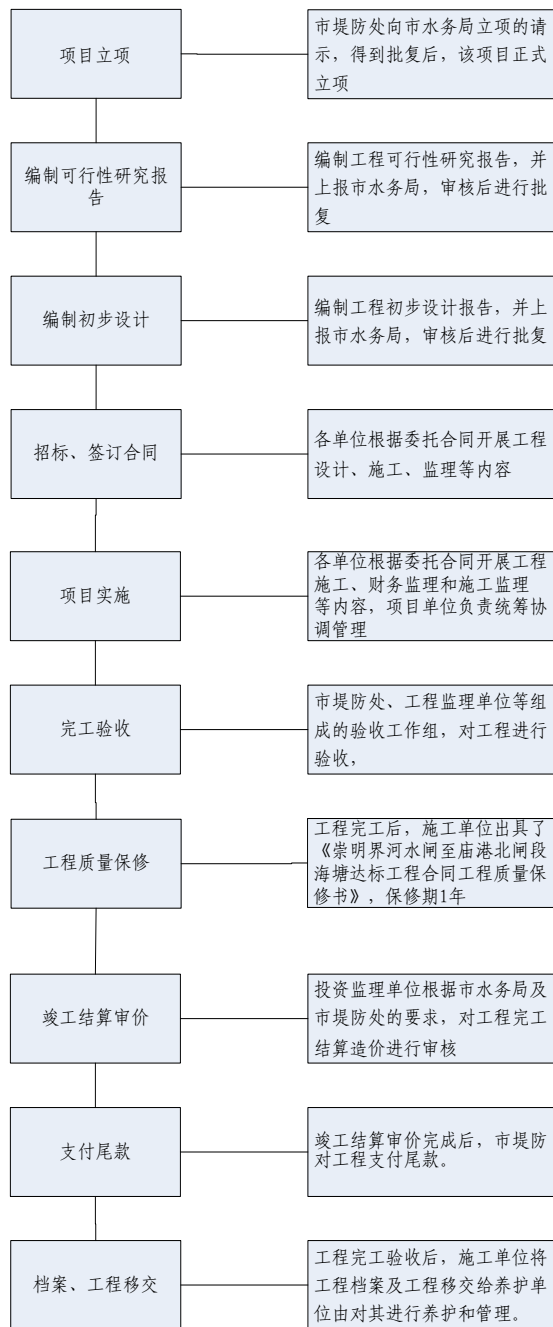 项目立项
市堤防处向市水务局立项的请
示，得到批复后，该项目正式
立项
编制可行性研究报
告
编制工程可行性研究报告，并
上报市水务局，审核后进行批
复
编制初步设计
编制工程初步设计报告，并上
报市水务局，审核后进行批复
招标、签订合同
各单位根据委托合同开展工程
设计、施工、监理等内容
项目实施
各单位根据委托合同开展工程
施工、财务监理和施工监理
等内容，项目单位负责统筹协
调管理
完工验收
市堤防处、工程监理单位等组
成的验收工作组，对工程进行
验收，
工程质量保修
工程完工后，施工单位出具了
《崇明界河水闸至庙港北闸段
海塘达标工程合同工程质量保
修书》，保修期1年
竣工结算审价
投资监理单位根据市水务局及
市堤防处的要求，对工程完工
结算造价进行审核
支付尾款
竣工结算审价完成后，市堤防
对工程支付尾款。
档案、工程移交
工程完工验收后，施工单位将
工程档案及工程移交给养护单
位由对其进行养护和管理。